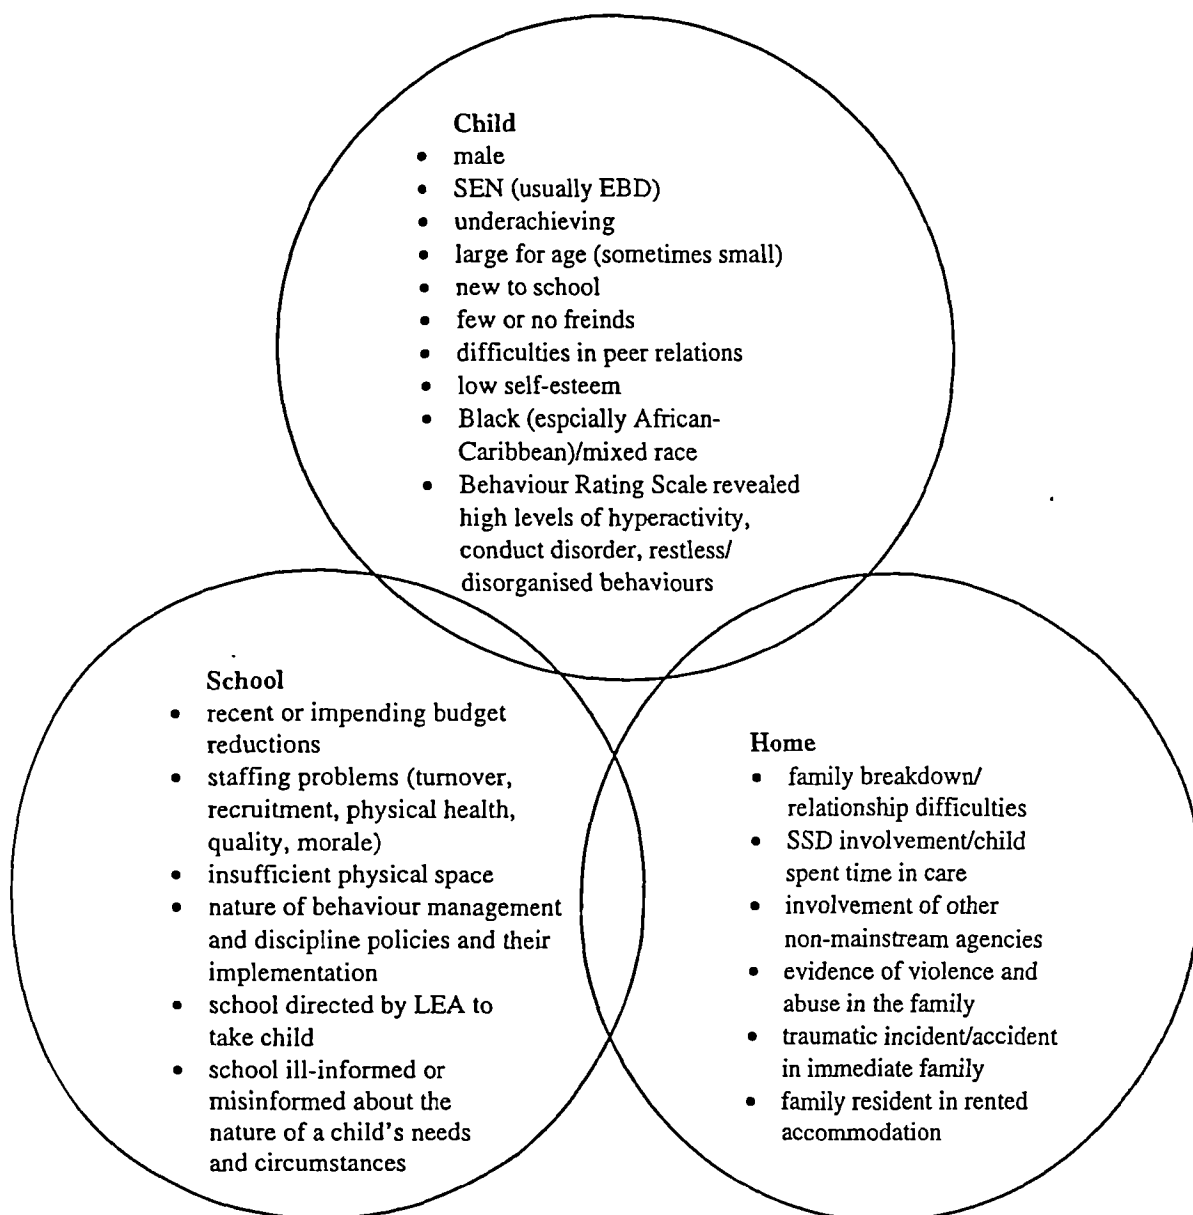 Child
• male
• SEN (usually EBD)
• underachieving
• large for age (sometimes small)
• new to school
• few or no freinds
• difficulties in peer relations
• low self-esteem
• Black (espcially African-
Caribbean)/mixed race
• Behaviour Rating Scale revealed
high levels of hyperactivity,
conduct disorder, restless/
disorganised behaviours
School
• recent or impending budget
reductions
• staffing problems (turnover,
recruitment, physical health,
quality, morale)
• insufficient physical space
• nature of behaviour management
and discipline policies and their
implementation
• school directed by LEA to
take child
• school ill-informed or
misinformed about the
nature of a child's needs
and circumstances
Home
• family breakdown/
relationship difficulties
• SSD involvement/child
spent time in care
• involvement of other
non-mainstream agencies
• evidence of violence and
abuse in the family
• traumatic incident/accident
in immediate family
• family resident in rented
accommodation